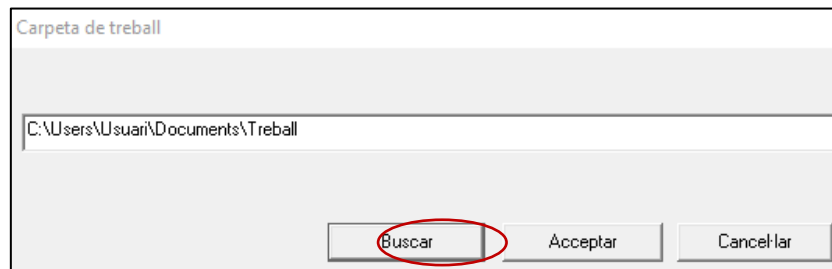 Carpeta de treball
C:\Users\Usuari\Documents\Treball
Buscar Acceptar Cancel·lar